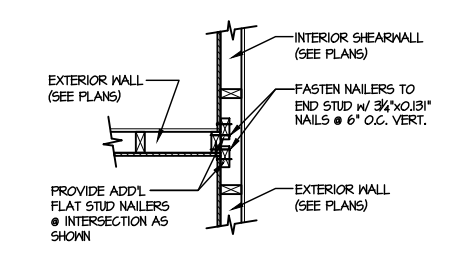 INTERIOR SHEARWALL
(SEE PLANS)
EXTERIOR WALL
(SEE PLANS)
FASTEN NAILERS TO
END STUD W/ 3¼"x0.131"
NAILS @ 6" O.C. VERT.
PROVIDE ADD'L
FLAT STUD NAILERS
@ INTERSECTION AS
SHOWN
EXTERIOR WALL
(SEE PLANS)